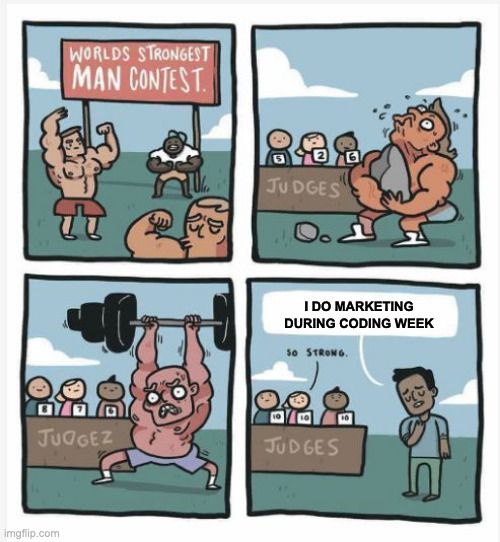 WORLDS STRONGEST
MAN CONTEST.
5 2 6
JUDGES
8 7 6
JUDGEZ
I DO MARKETING
DURING CODING WEEK
SO STRONG.
10 10 10
JUDGES
imgflip.com